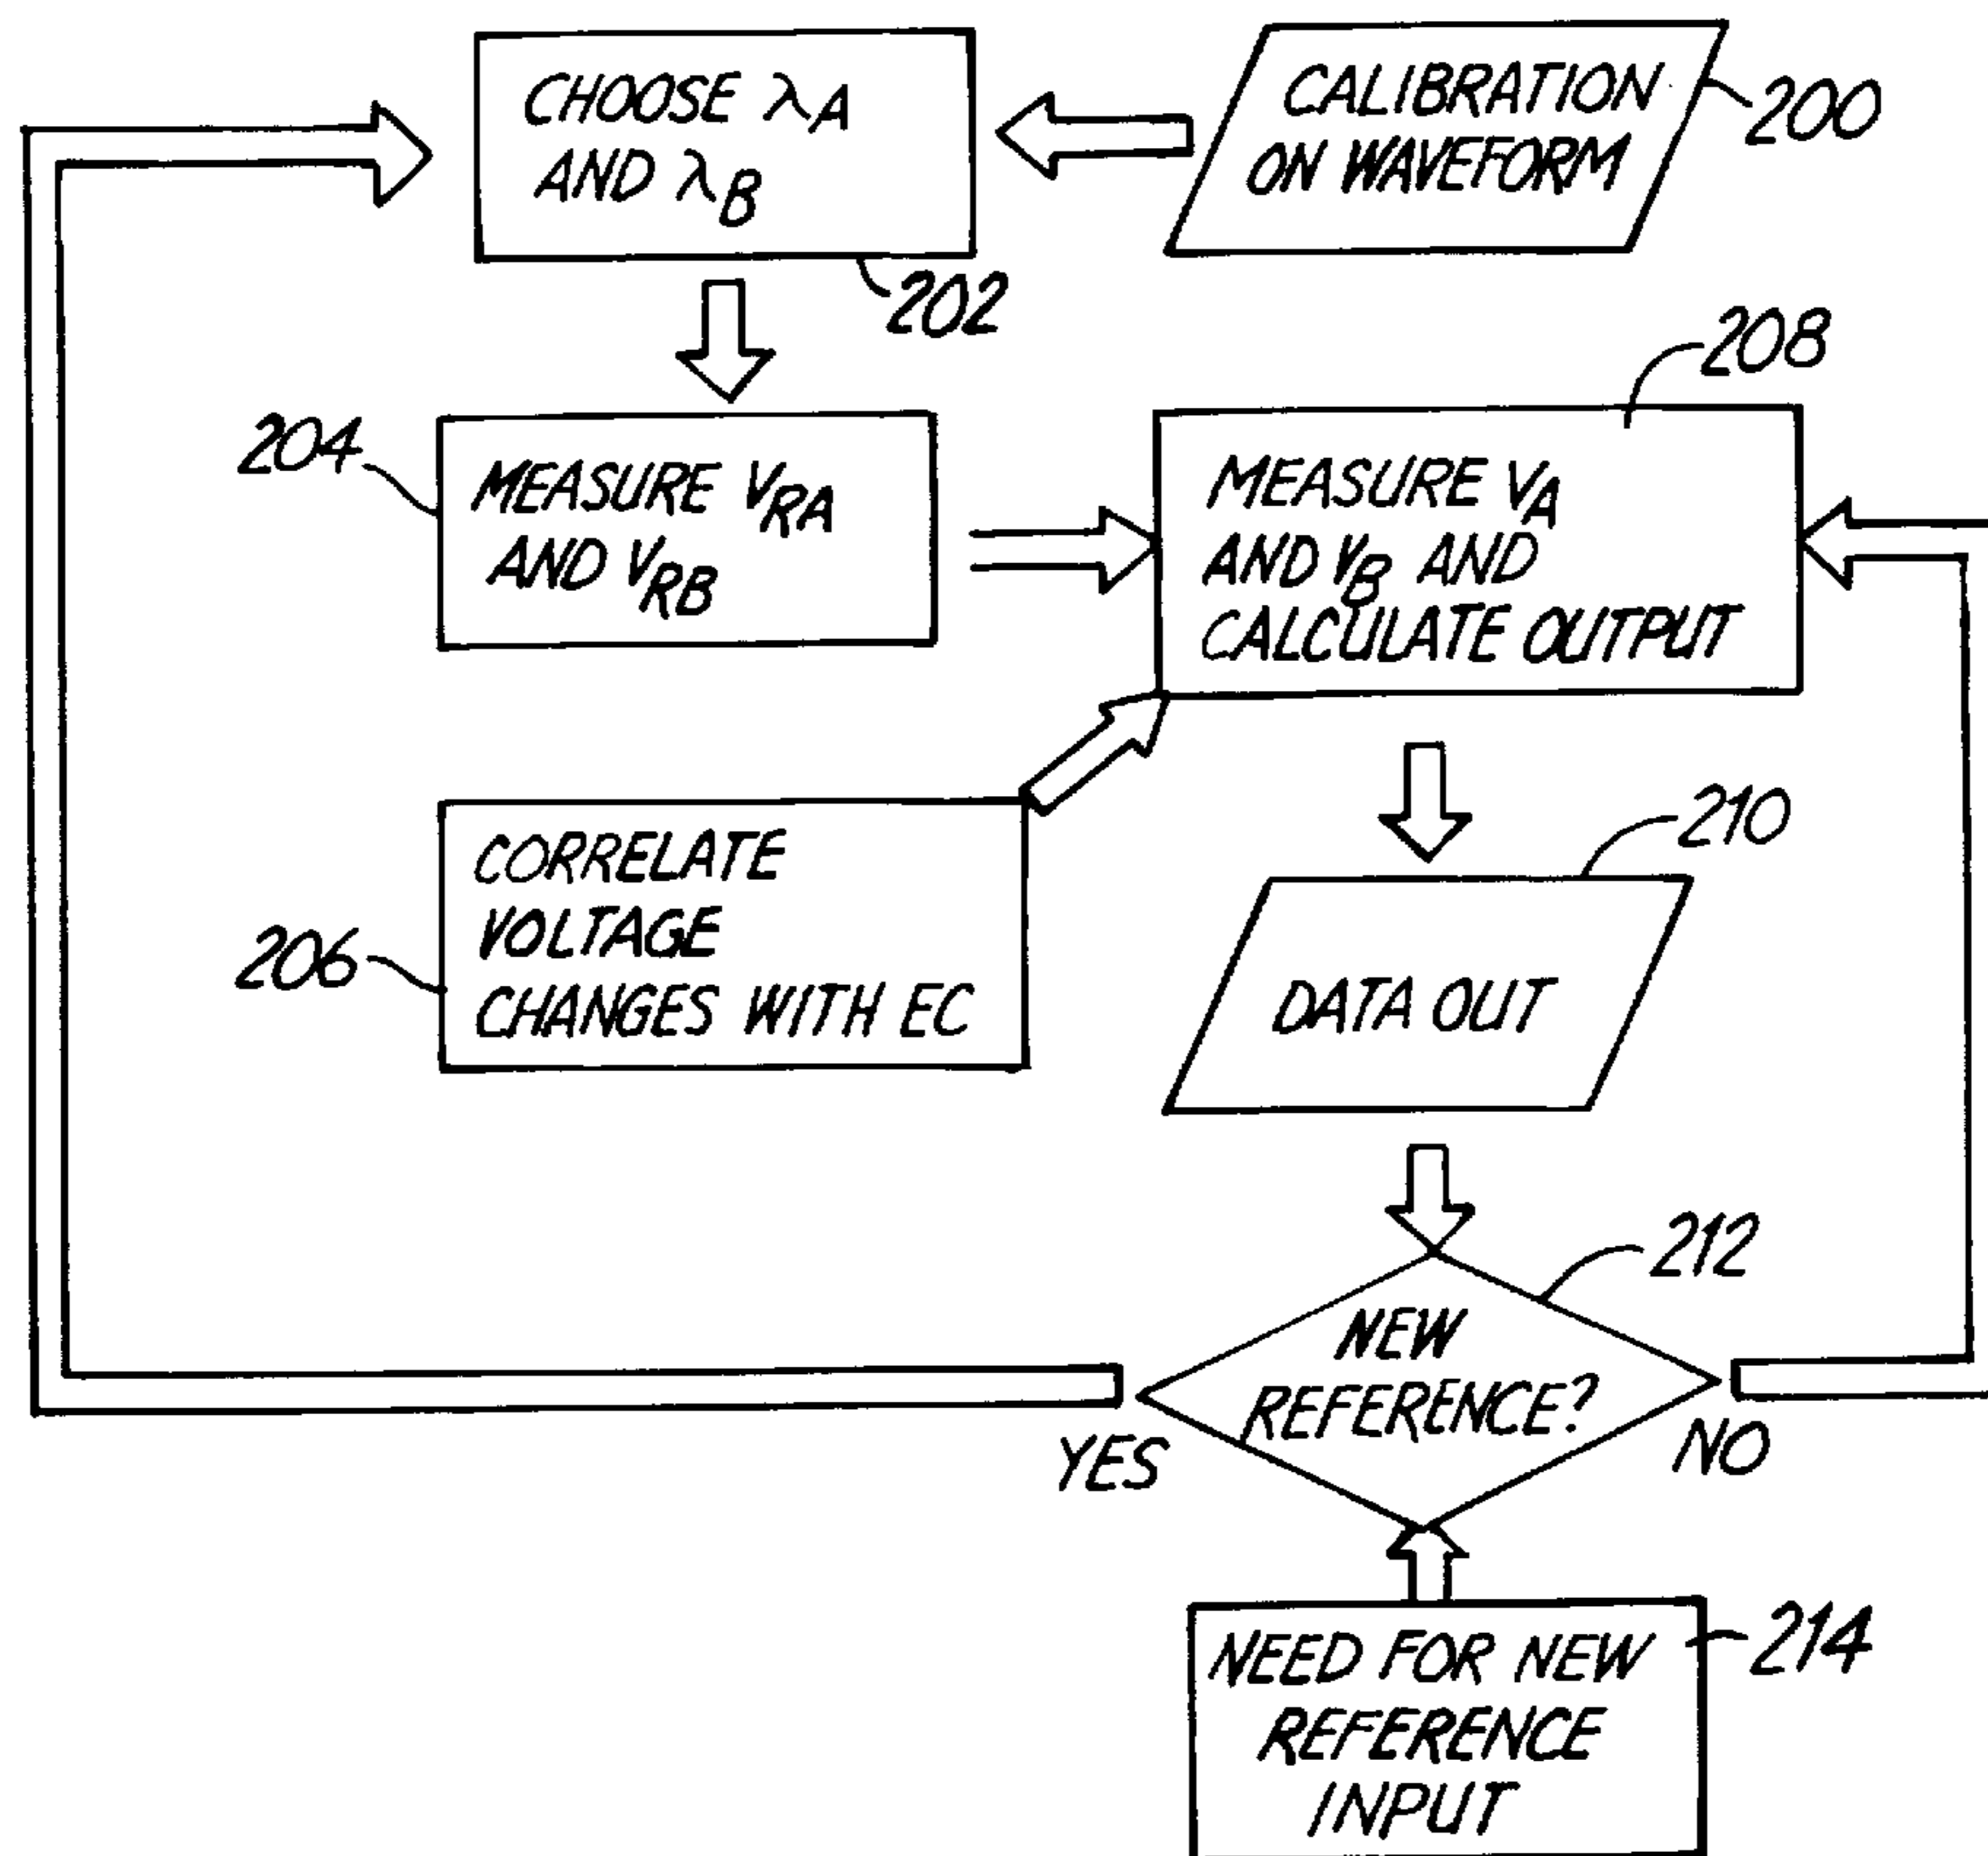 CHOOSE λA
AND λB
202
CALIBRATION
ON WAVEFORM
200
204
MEASURE VRA
AND VRB
208
MEASURE VA
AND VB AND
CALCULATE OUTPUT
206
CORRELATE
VOLTAGE
CHANGES WITH EC
210
DATA OUT
212
NEW
REFERENCE?
YES
NO
214
NEED FOR NEW
REFERENCE
INPUT